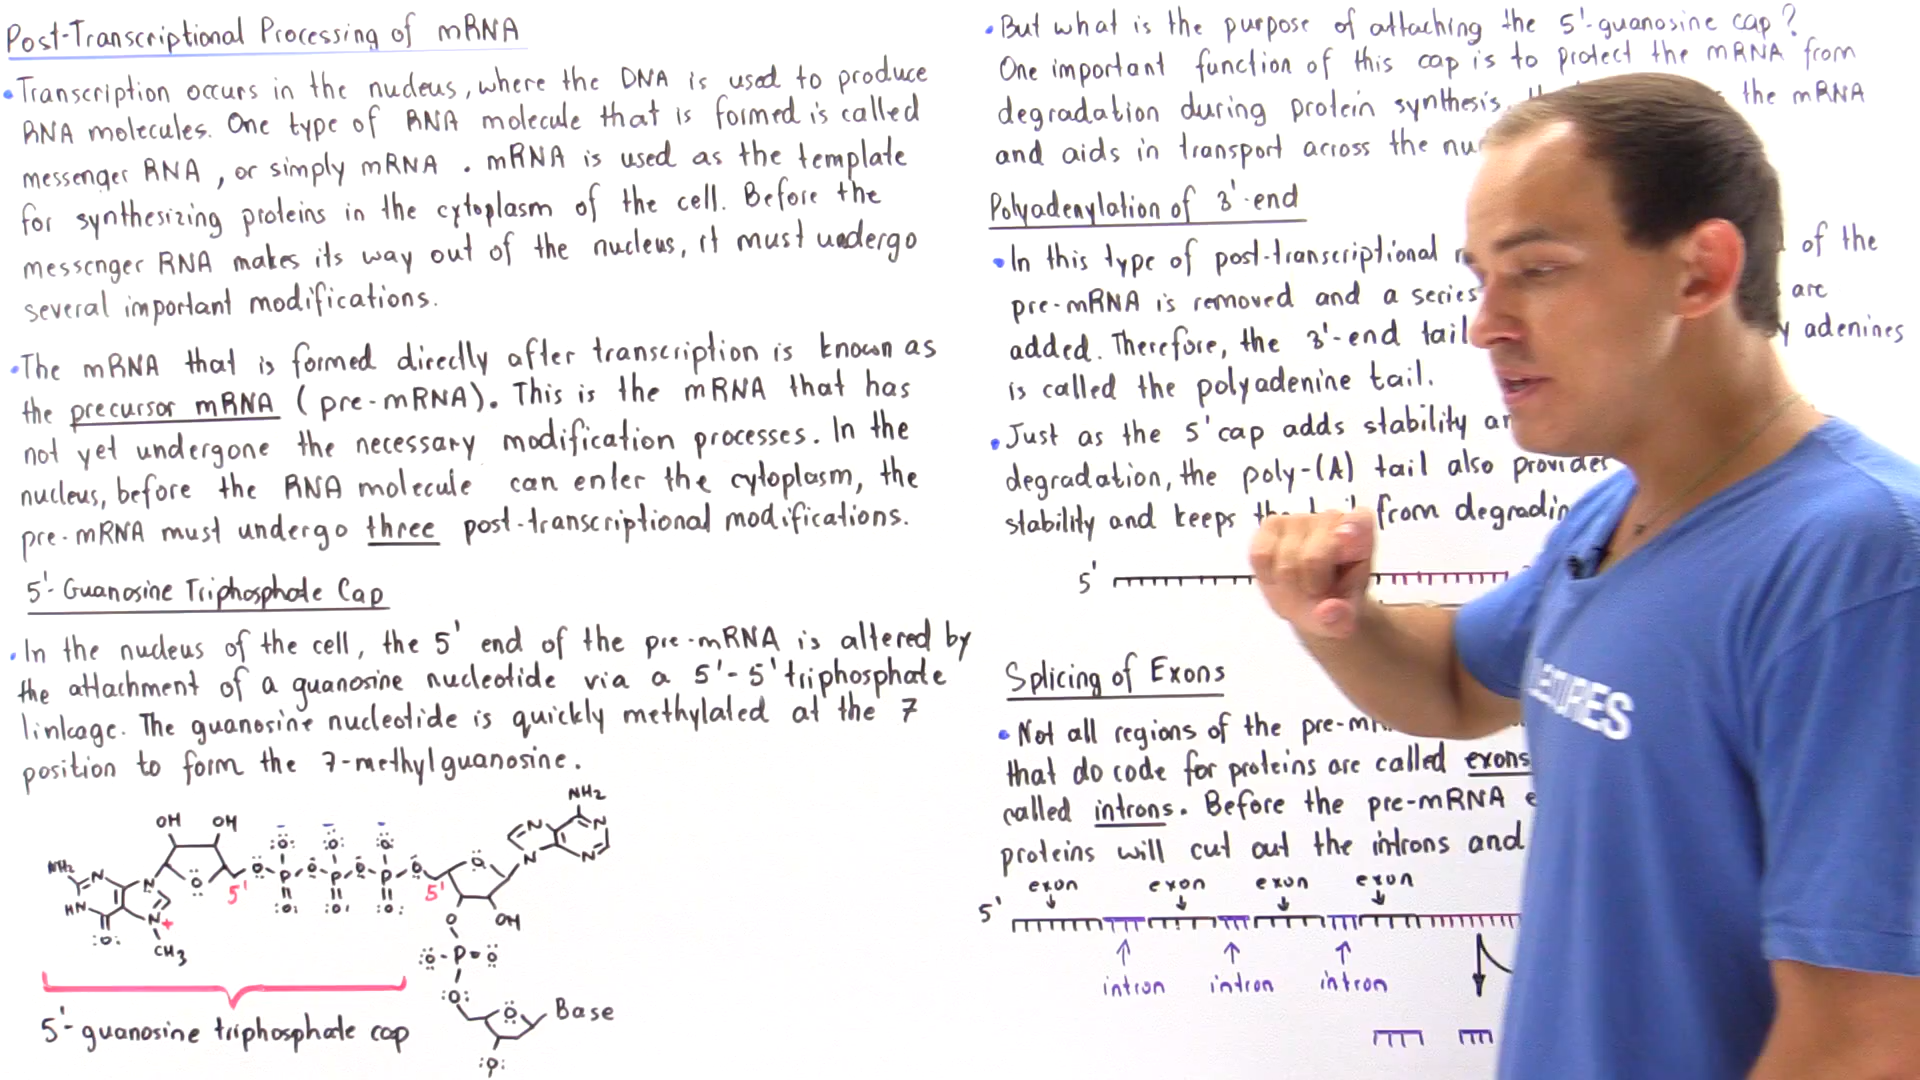 Post-Transcriptional Processing of mRNA
• Transcription occurs in the nucleus, where the DNA is used to produce
RNA molecules. One type of RNA molecule that is formed is called
messenger RNA, or simply mRNA. mRNA is used as the template
for synthesizing proteins in the cytoplasm of the cell. Before the
messenger RNA makes its way out of the nucleus, it must undergo
several important modifications.
• The mRNA that is formed directly after transcription is known as
the precursor mRNA (pre-mRNA). This is the mRNA that has
not yet undergone the necessary modification processes. In the
nucleus, before the RNA molecule can enter the cytoplasm, the
pre-mRNA must undergo three post-transcriptional modifications.
5'-Guanosine Triphosphate Cap
• In the nucleus of the cell, the 5' end of the pre-mRNA is altered by
the attachment of a guanosine nucleotide via a 5'-5' triphosphate
linkage. The guanosine nucleotide is quickly methylated at the 7
position to form the 7-methylguanosine.
NH2
OH OH
NH2 N N O P O P O P O O N N N N
5' 5'
HN N+ O O O O OH
O CH3
O-P=O
O
O Base
5'-guanosine triphosphate cap
O
• But what is the purpose of attaching the 5'-guanosine cap?
One important function of this cap is to protect the mRNA from
degradation during protein synthesis. the mRNA
and aids in transport across the
Polyadenylation of 3'-end
• In this type of post-transcriptional of the
pre-mRNA is removed and a series are
added. Therefore, the 3'-end tail adenines
is called the polyadenine tail.
• Just as the 5' cap adds stability
degradation, the poly-(A) tail also provides
stability and keeps from
5'
Splicing of Exons
• Not all regions of the
that do code for proteins are called exons
called introns. Before the pre-mRNA
proteins will cut out the introns and
exon exon exon exon
5'
intron intron intron
LECTURES